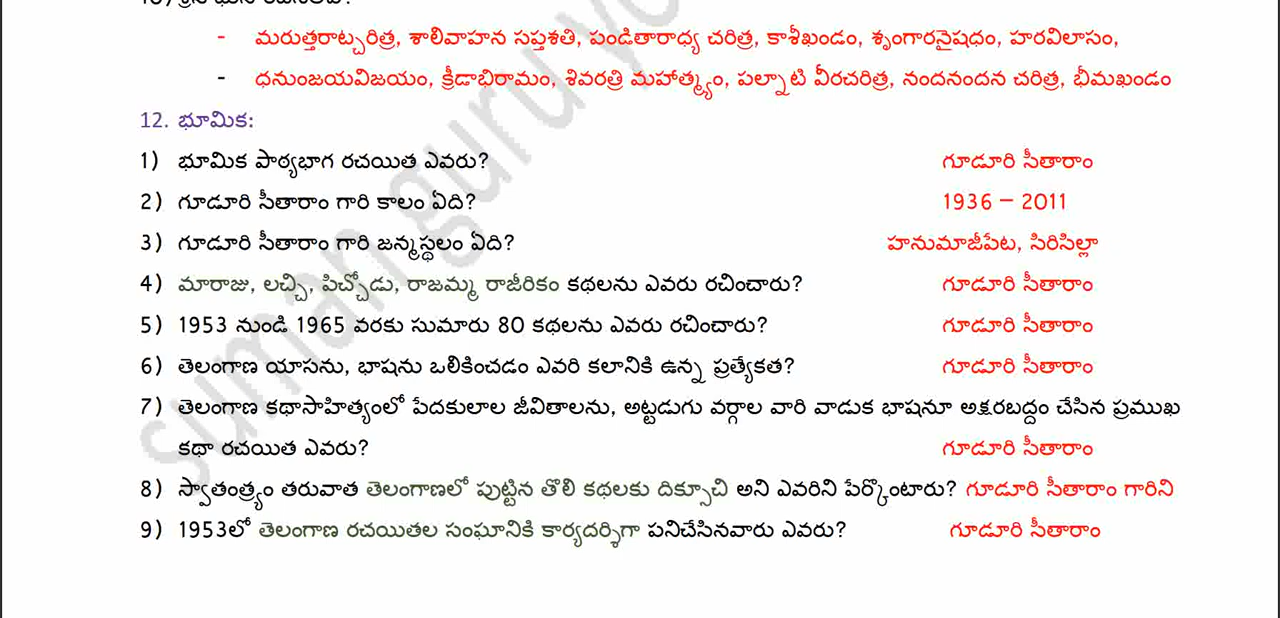 - మరుత్తరాట్చరిత్ర, శాలివాహన సప్తశతి, పండితారాధ్య చరిత్ర, కాశీఖండం, శృంగారనైషధం, హరవిలాసం,
- ధనుంజయవిజయం, క్రీడాభిరామం, శివరత్రి మహాత్మ్యం, పల్నాటి వీరచరిత్ర, నందనందన చరిత్ర, భీమఖండం
12. భూమిక:
1) భూమిక పాఠ్యభాగ రచయిత ఎవరు? గూడూరి సీతారాం
2) గూడూరి సీతారాం గారి కాలం ఏది? 1936 – 2011
3) గూడూరి సీతారాం గారి జన్మస్థలం ఏది? హనుమాజీపేట, సిరిసిల్లా
4) మారాజు, లచ్చి, పిచ్చోడు, రాజమ్మ రాజీరికం కథలను ఎవరు రచించారు? గూడూరి సీతారాం
5) 1953 నుండి 1965 వరకు సుమారు 80 కథలను ఎవరు రచించారు? గూడూరి సీతారాం
6) తెలంగాణ యాసను, భాషను ఒలికించడం ఎవరి కలానికి ఉన్న ప్రత్యేకత? గూడూరి సీతారాం
7) తెలంగాణ కథాసాహిత్యంలో పేదకులాల జీవితాలను, అట్టడుగు వర్గాల వారి వాడుక భాషనూ అక్షరబద్దం చేసిన ప్రముఖ
కథా రచయిత ఎవరు? గూడూరి సీతారాం
8) స్వాతంత్ర్యం తరువాత తెలంగాణలో పుట్టిన తొలి కథలకు దిక్సూచి అని ఎవరిని పేర్కొంటారు? గూడూరి సీతారాం గారిని
9) 1953లో తెలంగాణ రచయితల సంఘానికి కార్యదర్శిగా పనిచేసినవారు ఎవరు? గూడూరి సీతారాం
suman guru